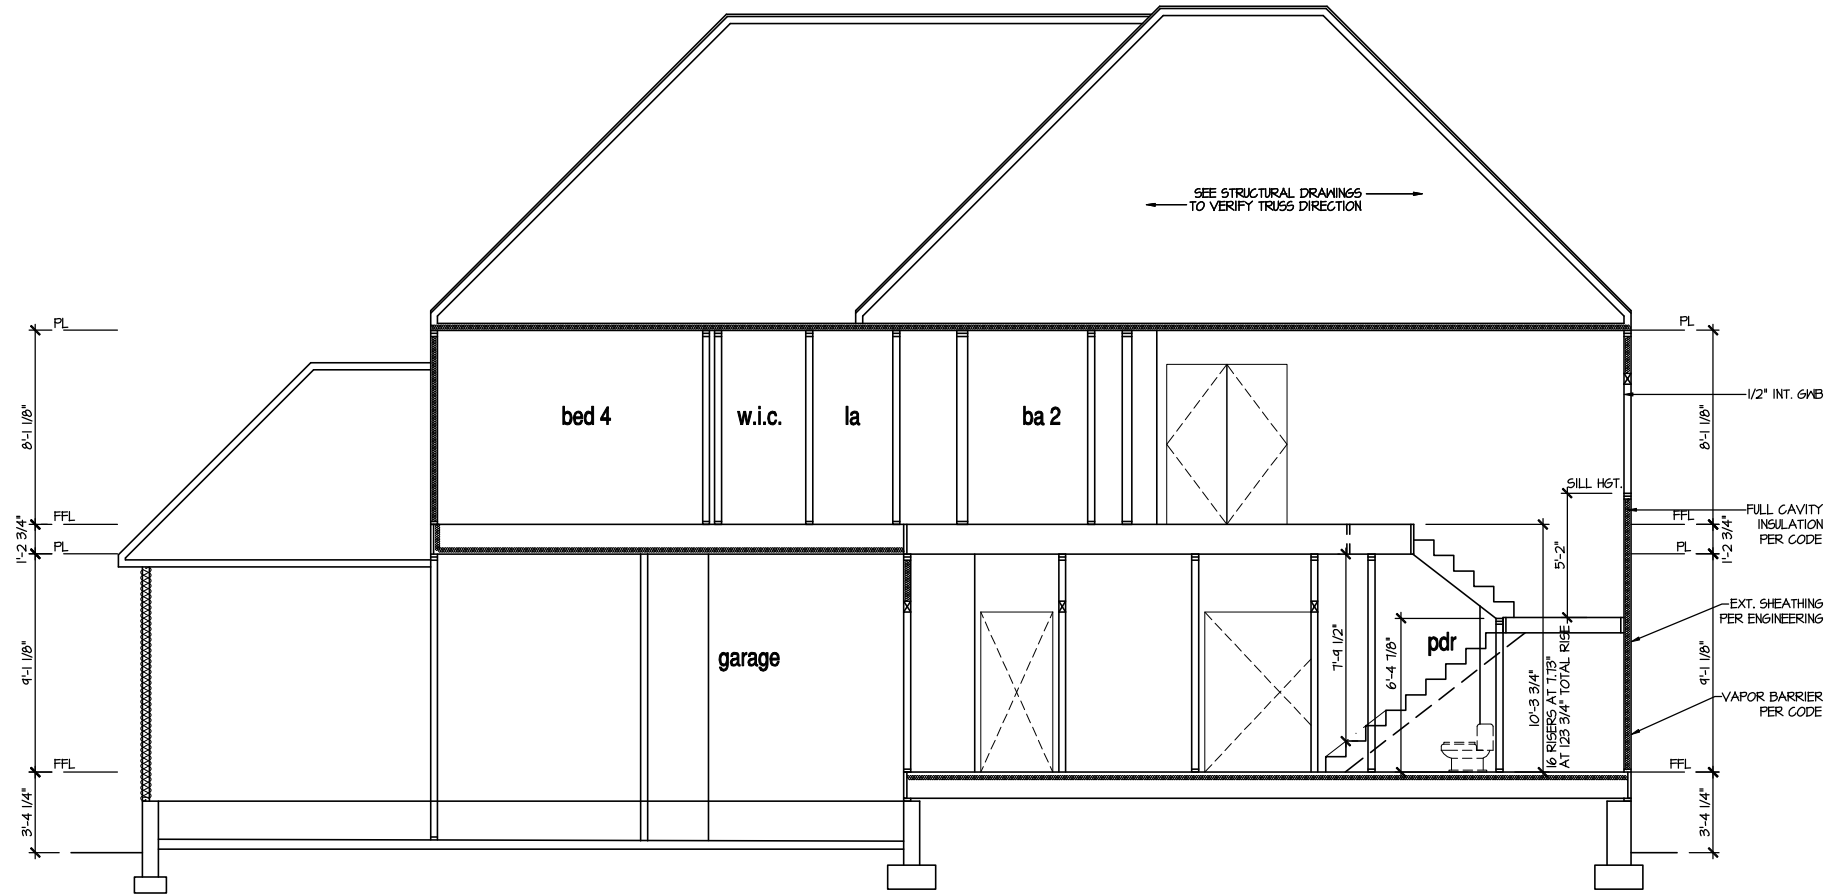 SEE STRUCTURAL DRAWINGS
TO VERIFY TRUSS DIRECTION
PL
PL
8'-1 1/8"
bed 4
w.i.c.
la
ba 2
1/2" INT. GWB
8'-1 1/8"
SILL HGT.
FULL CAVITY
INSULATION
PER CODE
FFL
FFL
1'-2 3/4"
PL
5'-2"
PL
1'-2 3/4"
EXT. SHEATHING
PER ENGINEERING
9'-1 1/8"
garage
7'-9 1/2"
6'-4 7/8"
pdr
10'-3 3/4"
16 RISERS AT 7.73"
AT 123 3/4" TOTAL RISE
9'-1 1/8"
VAPOR BARRIER
PER CODE
FFL
FFL
3'-4 1/4"
3'-4 1/4"